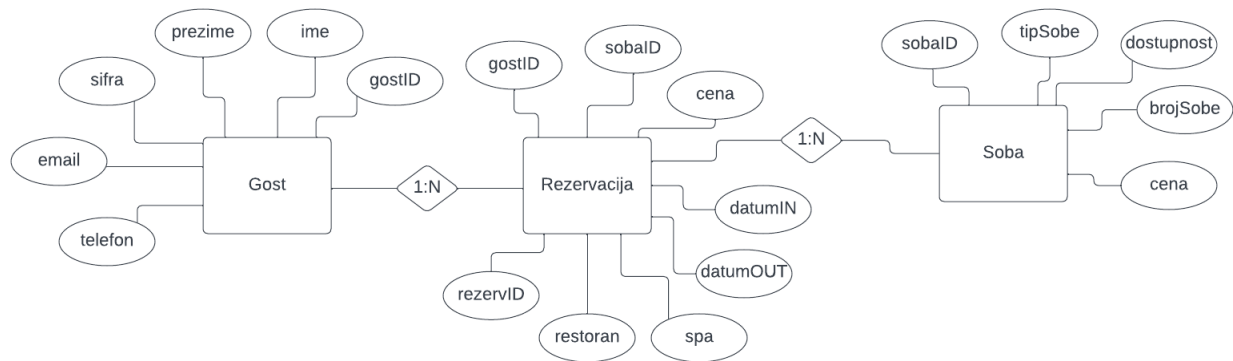 prezime
ime
sifra
gostID
email
Gost
telefon
1:N
gostID
sobaID
cena
Rezervacija
datumIN
datumOUT
rezervID
restoran
spa
1:N
sobaID
tipSobe
dostupnost
brojSobe
Soba
cena